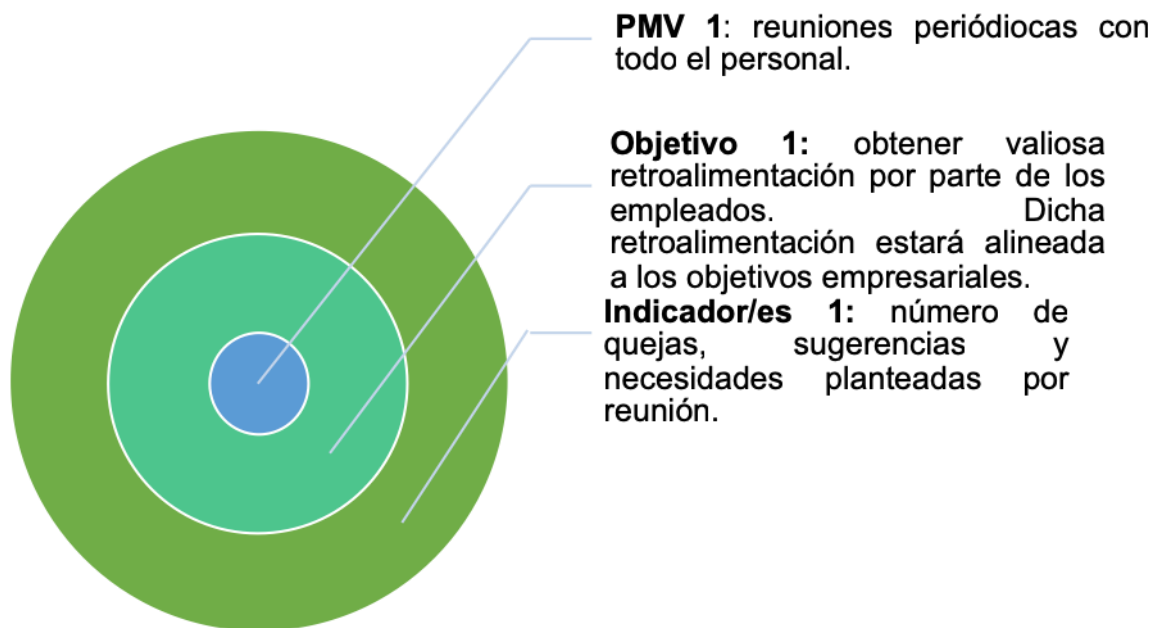 PMV 1: reuniones periódiocas con
todo el personal.
Objetivo 1: obtener valiosa
retroalimentación por parte de los
empleados. Dicha
retroalimentación estará alineada
a los objetivos empresariales.
Indicador/es 1: número de
quejas, sugerencias y
necesidades planteadas por
reunión.